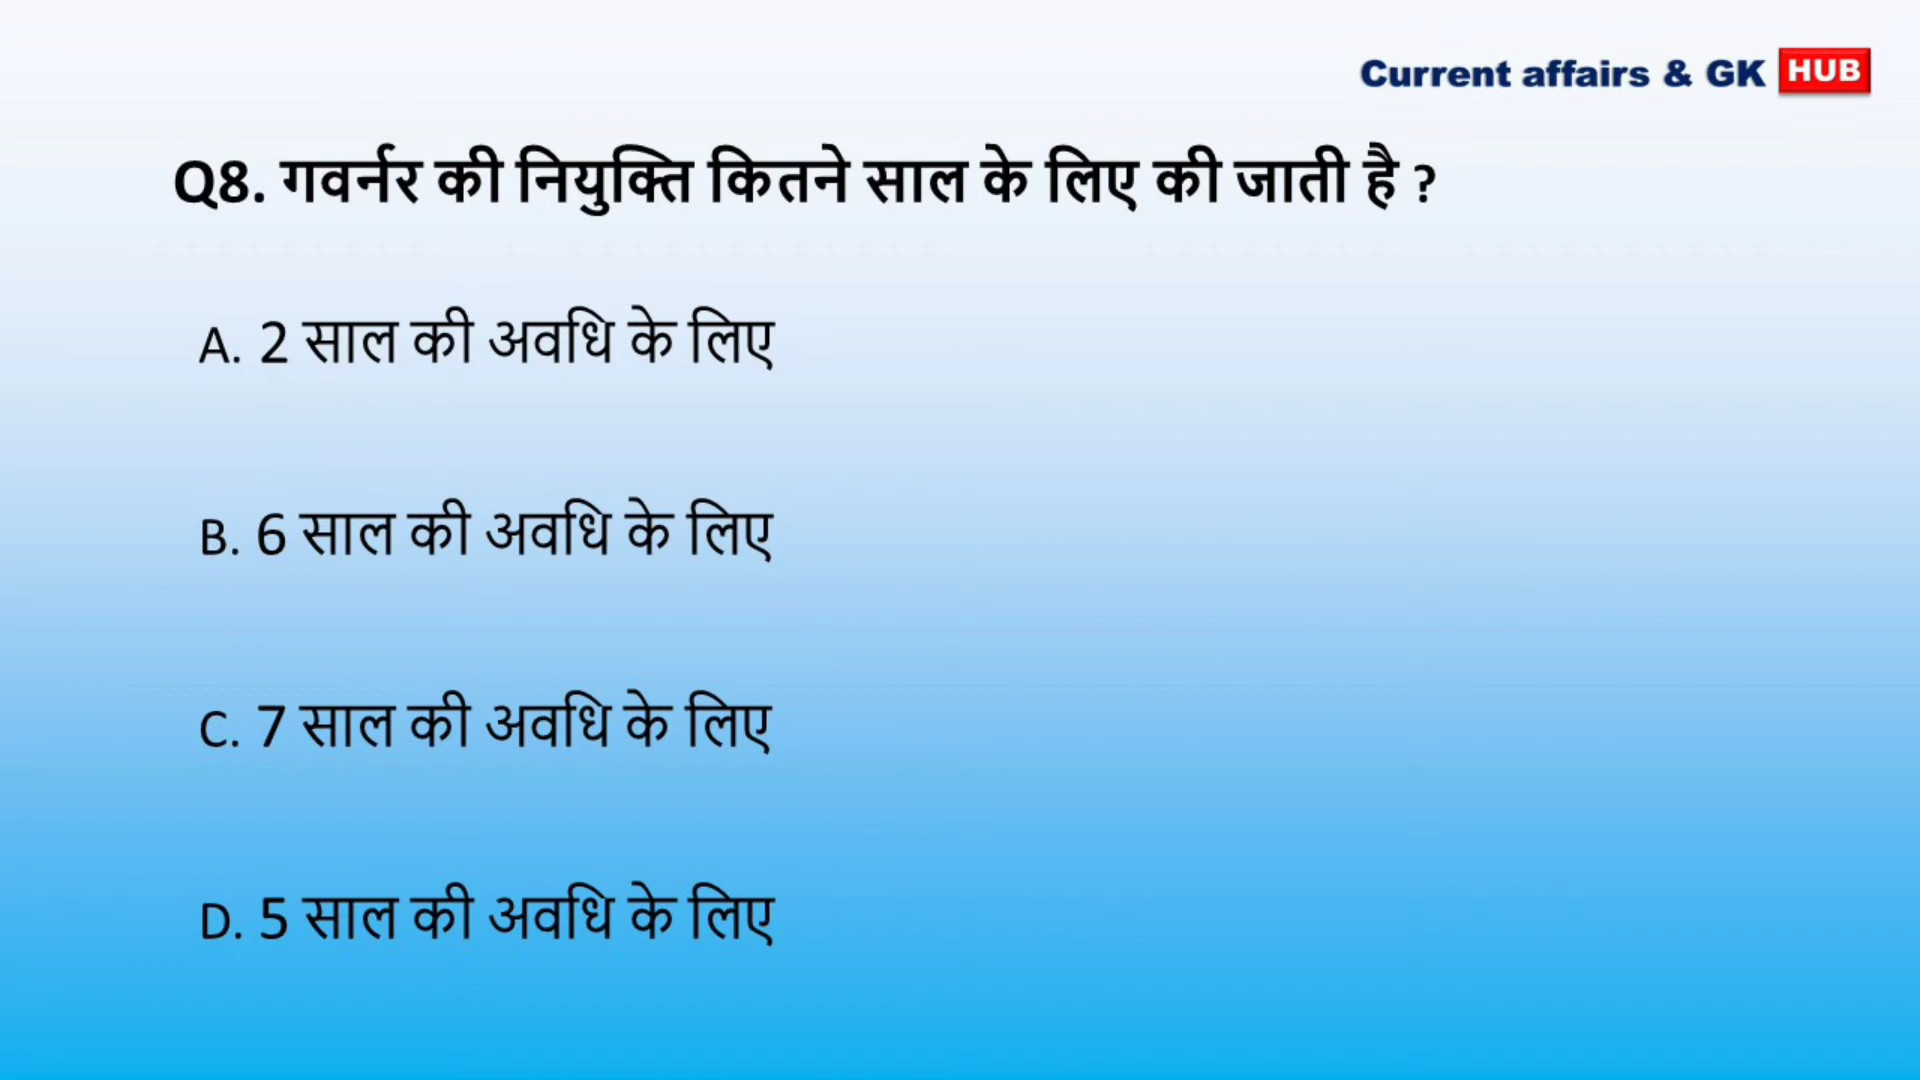 Current affairs & GK HUB
Q8. गवर्नर की नियुक्ति कितने साल के लिए की जाती है ?
A. 2 साल की अवधि के लिए
B. 6 साल की अवधि के लिए
C. 7 साल की अवधि के लिए
D. 5 साल की अवधि के लिए